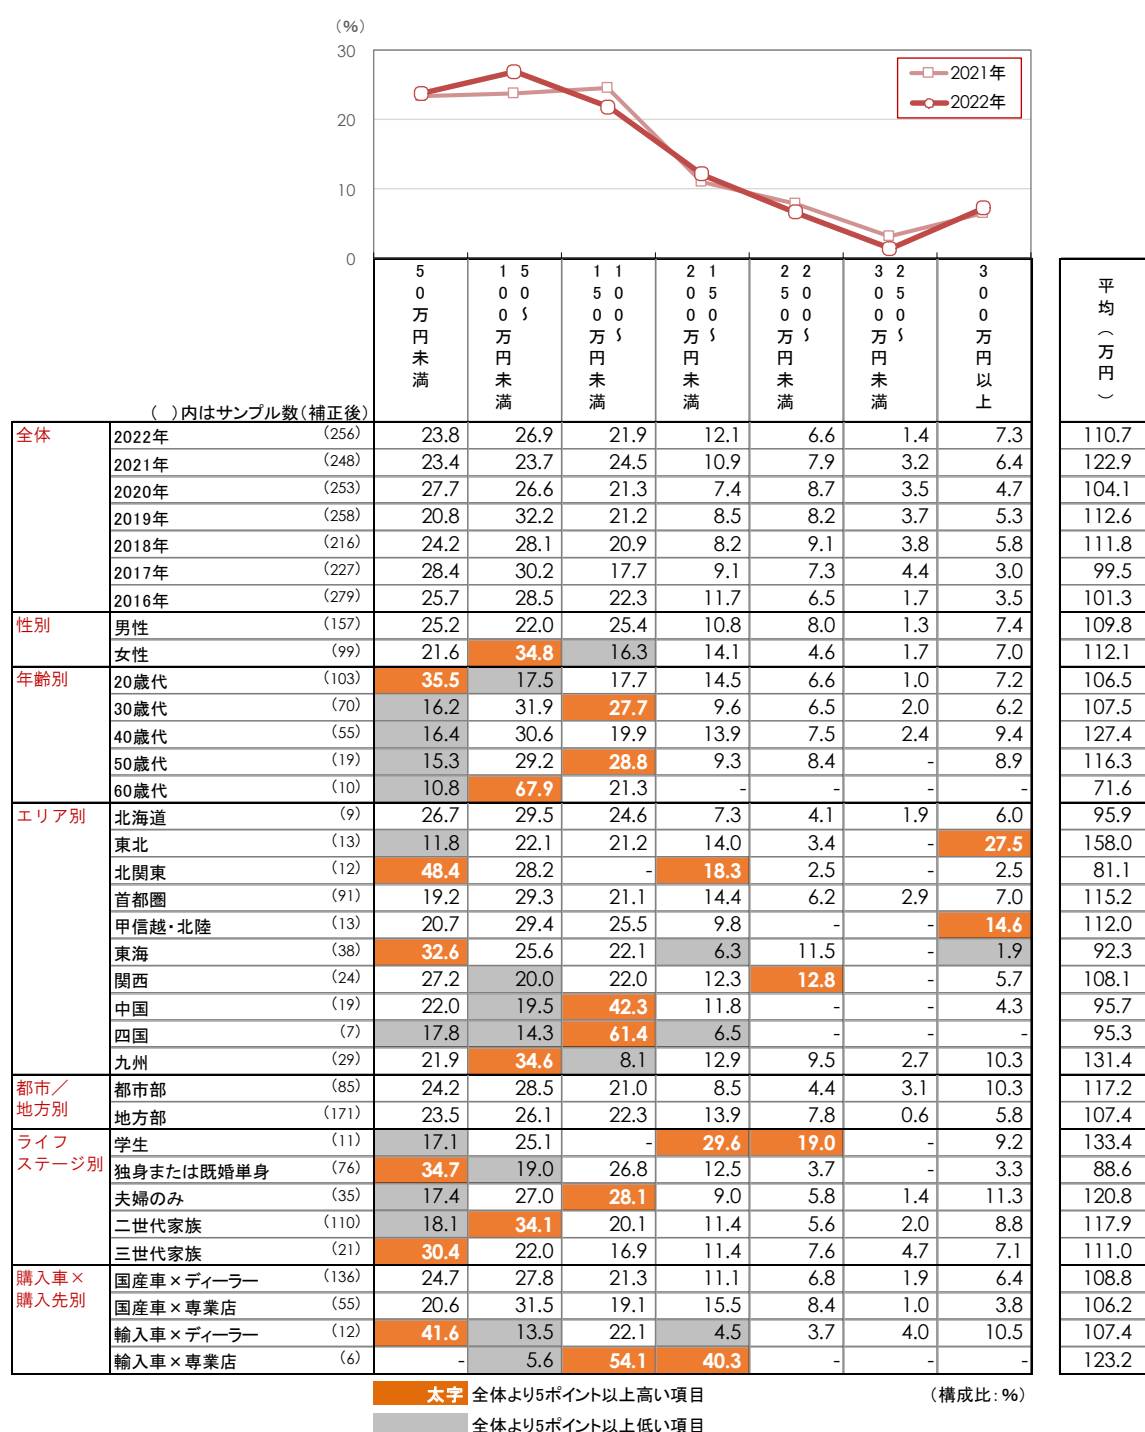 (%)
30
20
10
0
2021年
2022年
50万円未満
50～100万円未満
100～150万円未満
150～200万円未満
200～250万円未満
250～300万円未満
300万円以上
平均（万円）
(　)内はサンプル数(補正後)
全体 2022年 (256) 23.8 26.9 21.9 12.1 6.6 1.4 7.3 110.7
2021年 (248) 23.4 23.7 24.5 10.9 7.9 3.2 6.4 122.9
2020年 (253) 27.7 26.6 21.3 7.4 8.7 3.5 4.7 104.1
2019年 (258) 20.8 32.2 21.2 8.5 8.2 3.7 5.3 112.6
2018年 (216) 24.2 28.1 20.9 8.2 9.1 3.8 5.8 111.8
2017年 (227) 28.4 30.2 17.7 9.1 7.3 4.4 3.0 99.5
2016年 (279) 25.7 28.5 22.3 11.7 6.5 1.7 3.5 101.3
性別 男性 (157) 25.2 22.0 25.4 10.8 8.0 1.3 7.4 109.8
女性 (99) 21.6 34.8 16.3 14.1 4.6 1.7 7.0 112.1
年齢別 20歳代 (103) 35.5 17.5 17.7 14.5 6.6 1.0 7.2 106.5
30歳代 (70) 16.2 31.9 27.7 9.6 6.5 2.0 6.2 107.5
40歳代 (55) 16.4 30.6 19.9 13.9 7.5 2.4 9.4 127.4
50歳代 (19) 15.3 29.2 28.8 9.3 8.4 - 8.9 116.3
60歳代 (10) 10.8 67.9 21.3 - - - - 71.6
エリア別 北海道 (9) 26.7 29.5 24.6 7.3 4.1 1.9 6.0 95.9
東北 (13) 11.8 22.1 21.2 14.0 3.4 - 27.5 158.0
北関東 (12) 48.4 28.2 - 18.3 2.5 - 2.5 81.1
首都圏 (91) 19.2 29.3 21.1 14.4 6.2 2.9 7.0 115.2
甲信越・北陸 (13) 20.7 29.4 25.5 9.8 - - 14.6 112.0
東海 (38) 32.6 25.6 22.1 6.3 11.5 - 1.9 92.3
関西 (24) 27.2 20.0 22.0 12.3 12.8 - 5.7 108.1
中国 (19) 22.0 19.5 42.3 11.8 - - 4.3 95.7
四国 (7) 17.8 14.3 61.4 6.5 - - - 95.3
九州 (29) 21.9 34.6 8.1 12.9 9.5 2.7 10.3 131.4
都市／
地方別
都市部 (85) 24.2 28.5 21.0 8.5 4.4 3.1 10.3 117.2
地方部 (171) 23.5 26.1 22.3 13.9 7.8 0.6 5.8 107.4
ライフ
ステージ別
学生 (11) 17.1 25.1 - 29.6 19.0 - 9.2 133.4
独身または既婚単身 (76) 34.7 19.0 26.8 12.5 3.7 - 3.3 88.6
夫婦のみ (35) 17.4 27.0 28.1 9.0 5.8 1.4 11.3 120.8
二世代家族 (110) 18.1 34.1 20.1 11.4 5.6 2.0 8.8 117.9
三世代家族 (21) 30.4 22.0 16.9 11.4 7.6 4.7 7.1 111.0
購入車×
購入先別
国産車×ディーラー (136) 24.7 27.8 21.3 11.1 6.8 1.9 6.4 108.8
国産車×専業店 (55) 20.6 31.5 19.1 15.5 8.4 1.0 3.8 106.2
輸入車×ディーラー (12) 41.6 13.5 22.1 4.5 3.7 4.0 10.5 107.4
輸入車×専業店 (6) - 5.6 54.1 40.3 - - - 123.2
太字 全体より5ポイント以上高い項目 (構成比：%)
全体より5ポイント以上低い項目